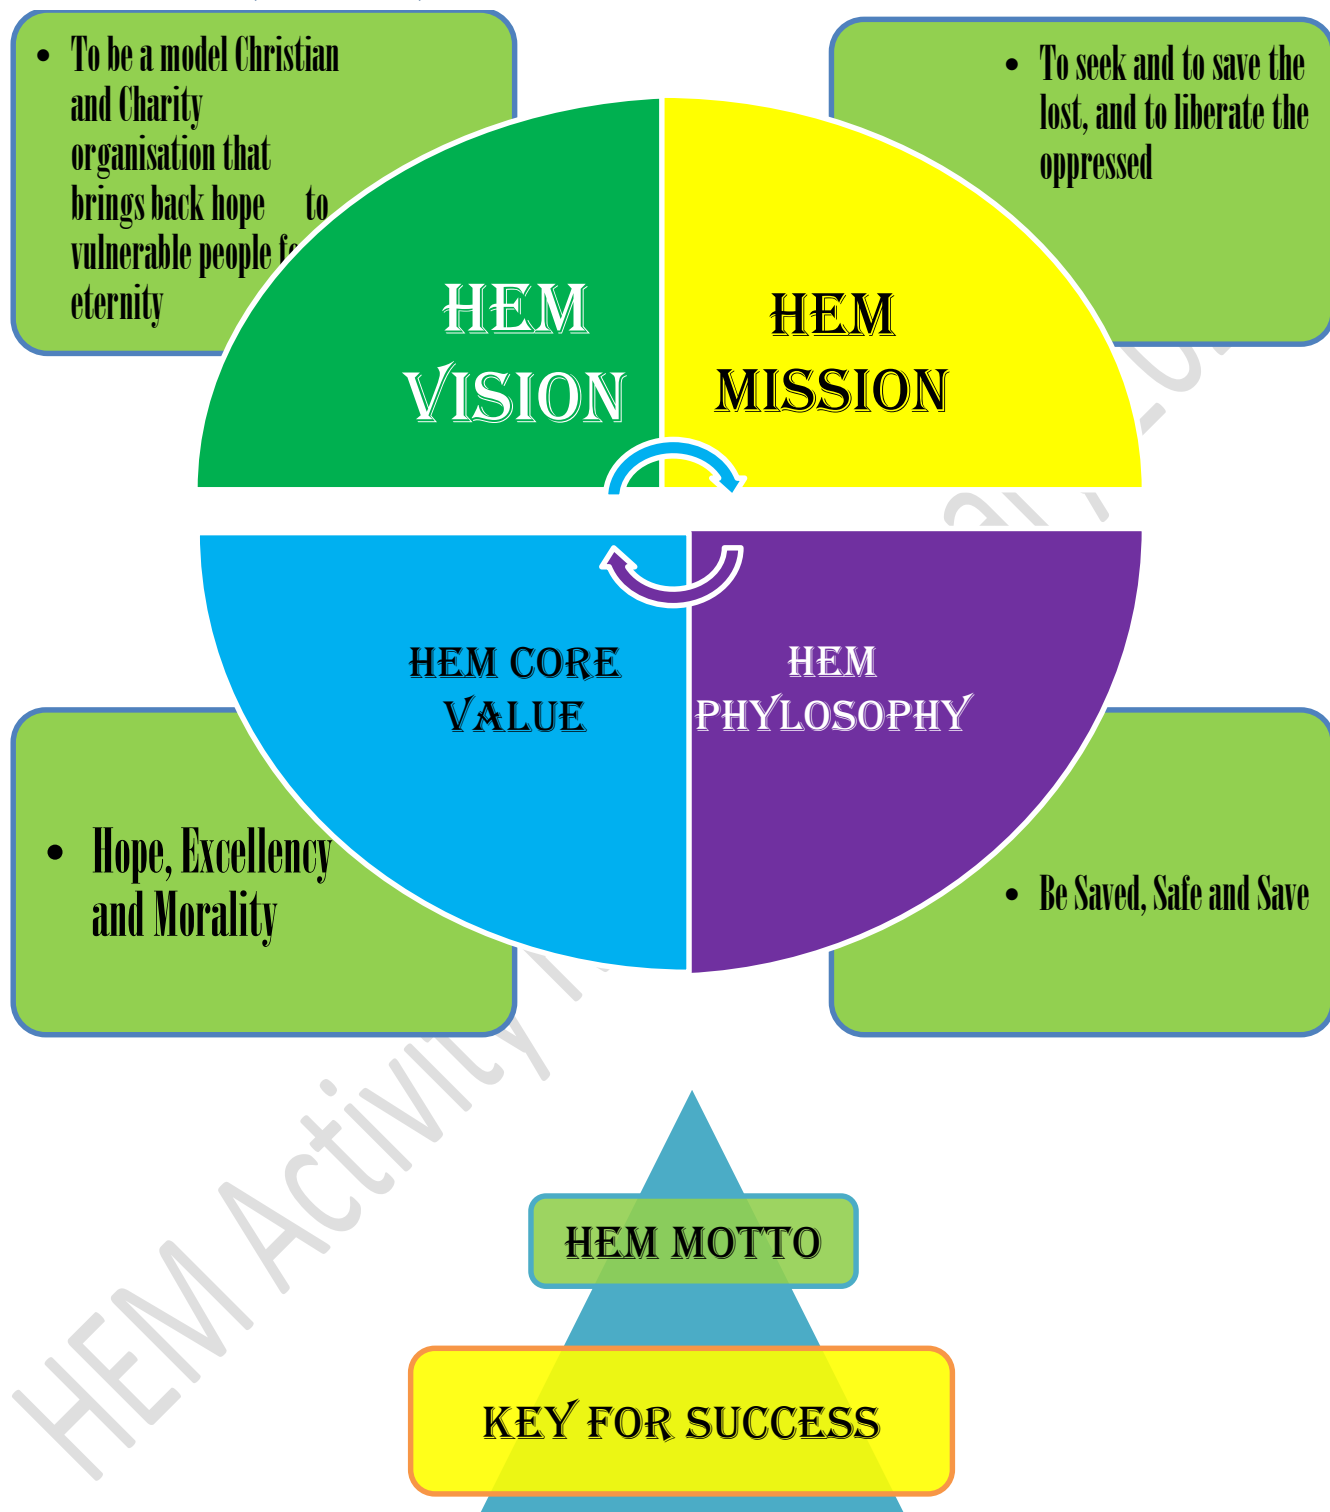 • To be a model Christian
and Charity
organisation that
brings back hope to
vulnerable people
eternity
• To seek and to save the
lost, and to liberate the
oppressed
HEM
VISION
HEM
MISSION
HEM CORE
VALUE
HEM
PHYLOSOPHY
• Hope, Excellency
and Morality
• Be Saved, Safe and Save
HEM Activity
HEM MOTTO
KEY FOR SUCCESS